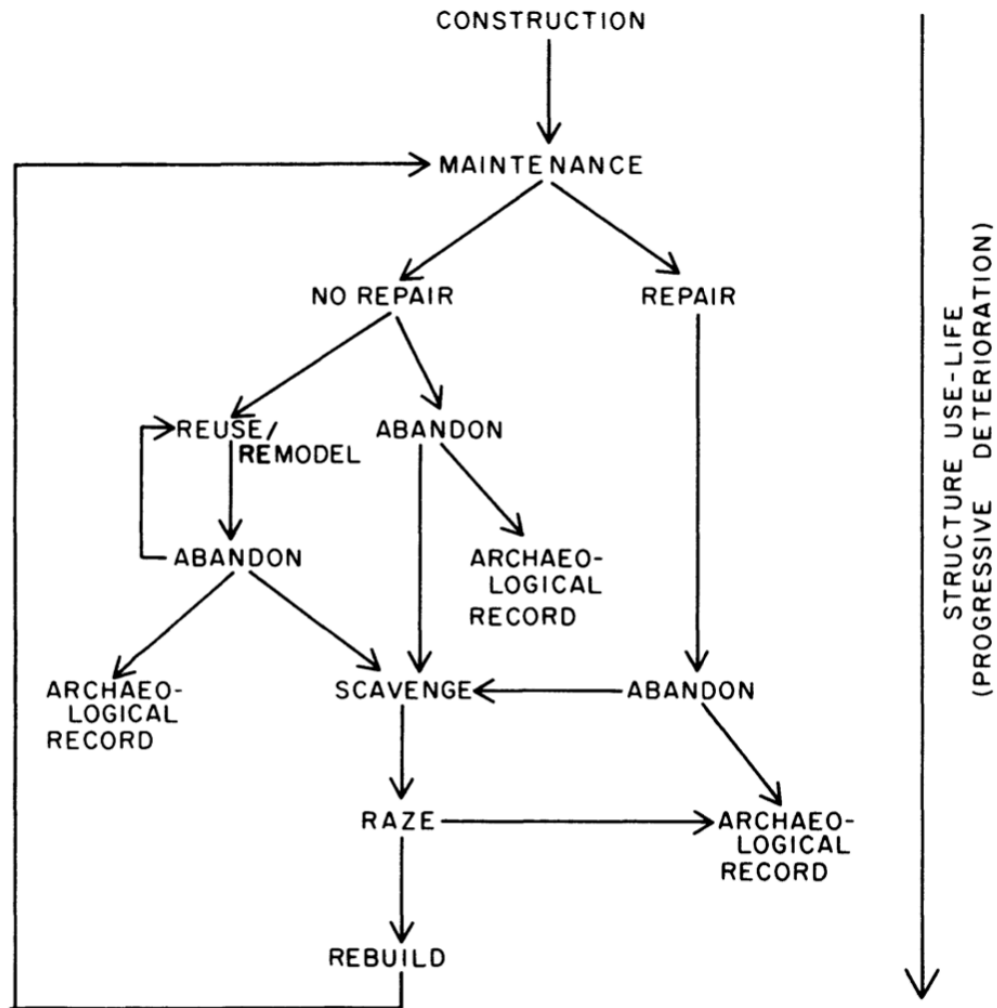 CONSTRUCTION
MAINTENANCE
NO REPAIR
REPAIR
REUSE/
REMODEL
ABANDON
ABANDON
ARCHAEO-
LOGICAL
RECORD
ARCHAEO-
LOGICAL
RECORD
SCAVENGE
ABANDON
RAZE
ARCHAEO-
LOGICAL
RECORD
REBUILD
STRUCTURE USE-LIFE
(PROGRESSIVE DETERIORATION)